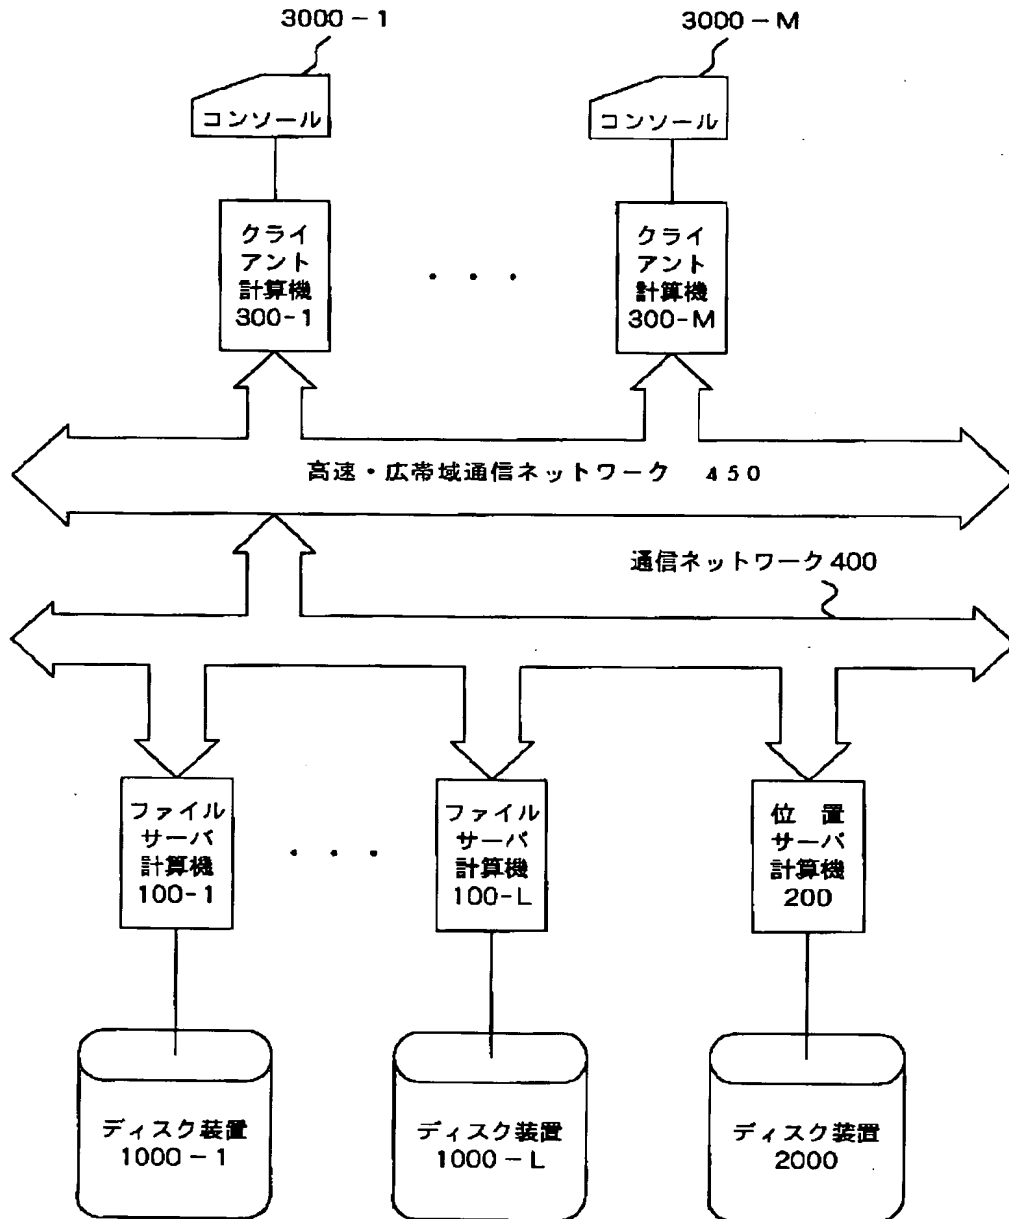 3000-1
3000-M
コンソール
コンソール
クライ
アント
計算機
300-1
・・・
クライ
アント
計算機
300-M
高速・広帯域通信ネットワーク 450
通信ネットワーク400
ファイル
サーバ
計算機
100-1
・・・
ファイル
サーバ
計算機
100-L
位 置
サーバ
計算機
200
ディスク装置
1000-1
ディスク装置
1000-L
ディスク装置
2000